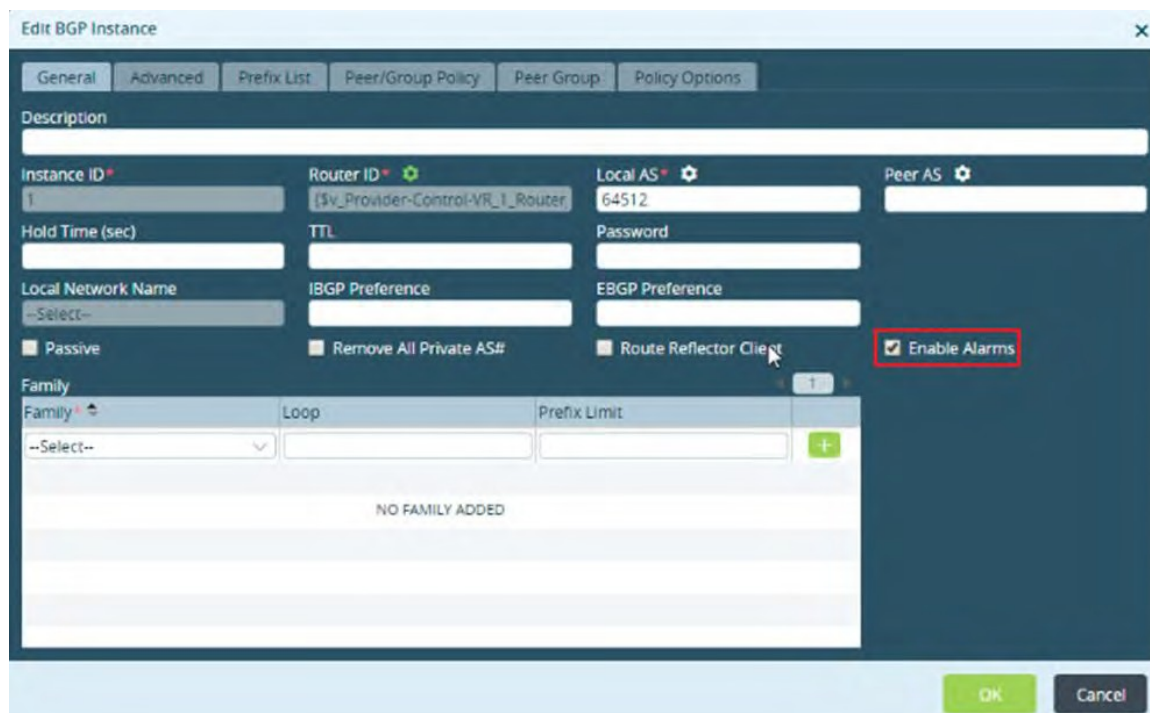 Edit BGP Instance
General Advanced Prefix List Peer/Group Policy Peer Group Policy Options
Description
Instance ID* Router ID* Local AS* Peer AS
1 {$v_Provider-Control-VR_1_Router_ 64512
Hold Time (sec) TTL Password
Local Network Name IBGP Preference EBGP Preference
--Select--
Passive Remove All Private AS# Route Reflector Client Enable Alarms
Family 1
Family* Loop Prefix Limit
--Select-- +
NO FAMILY ADDED
OK Cancel